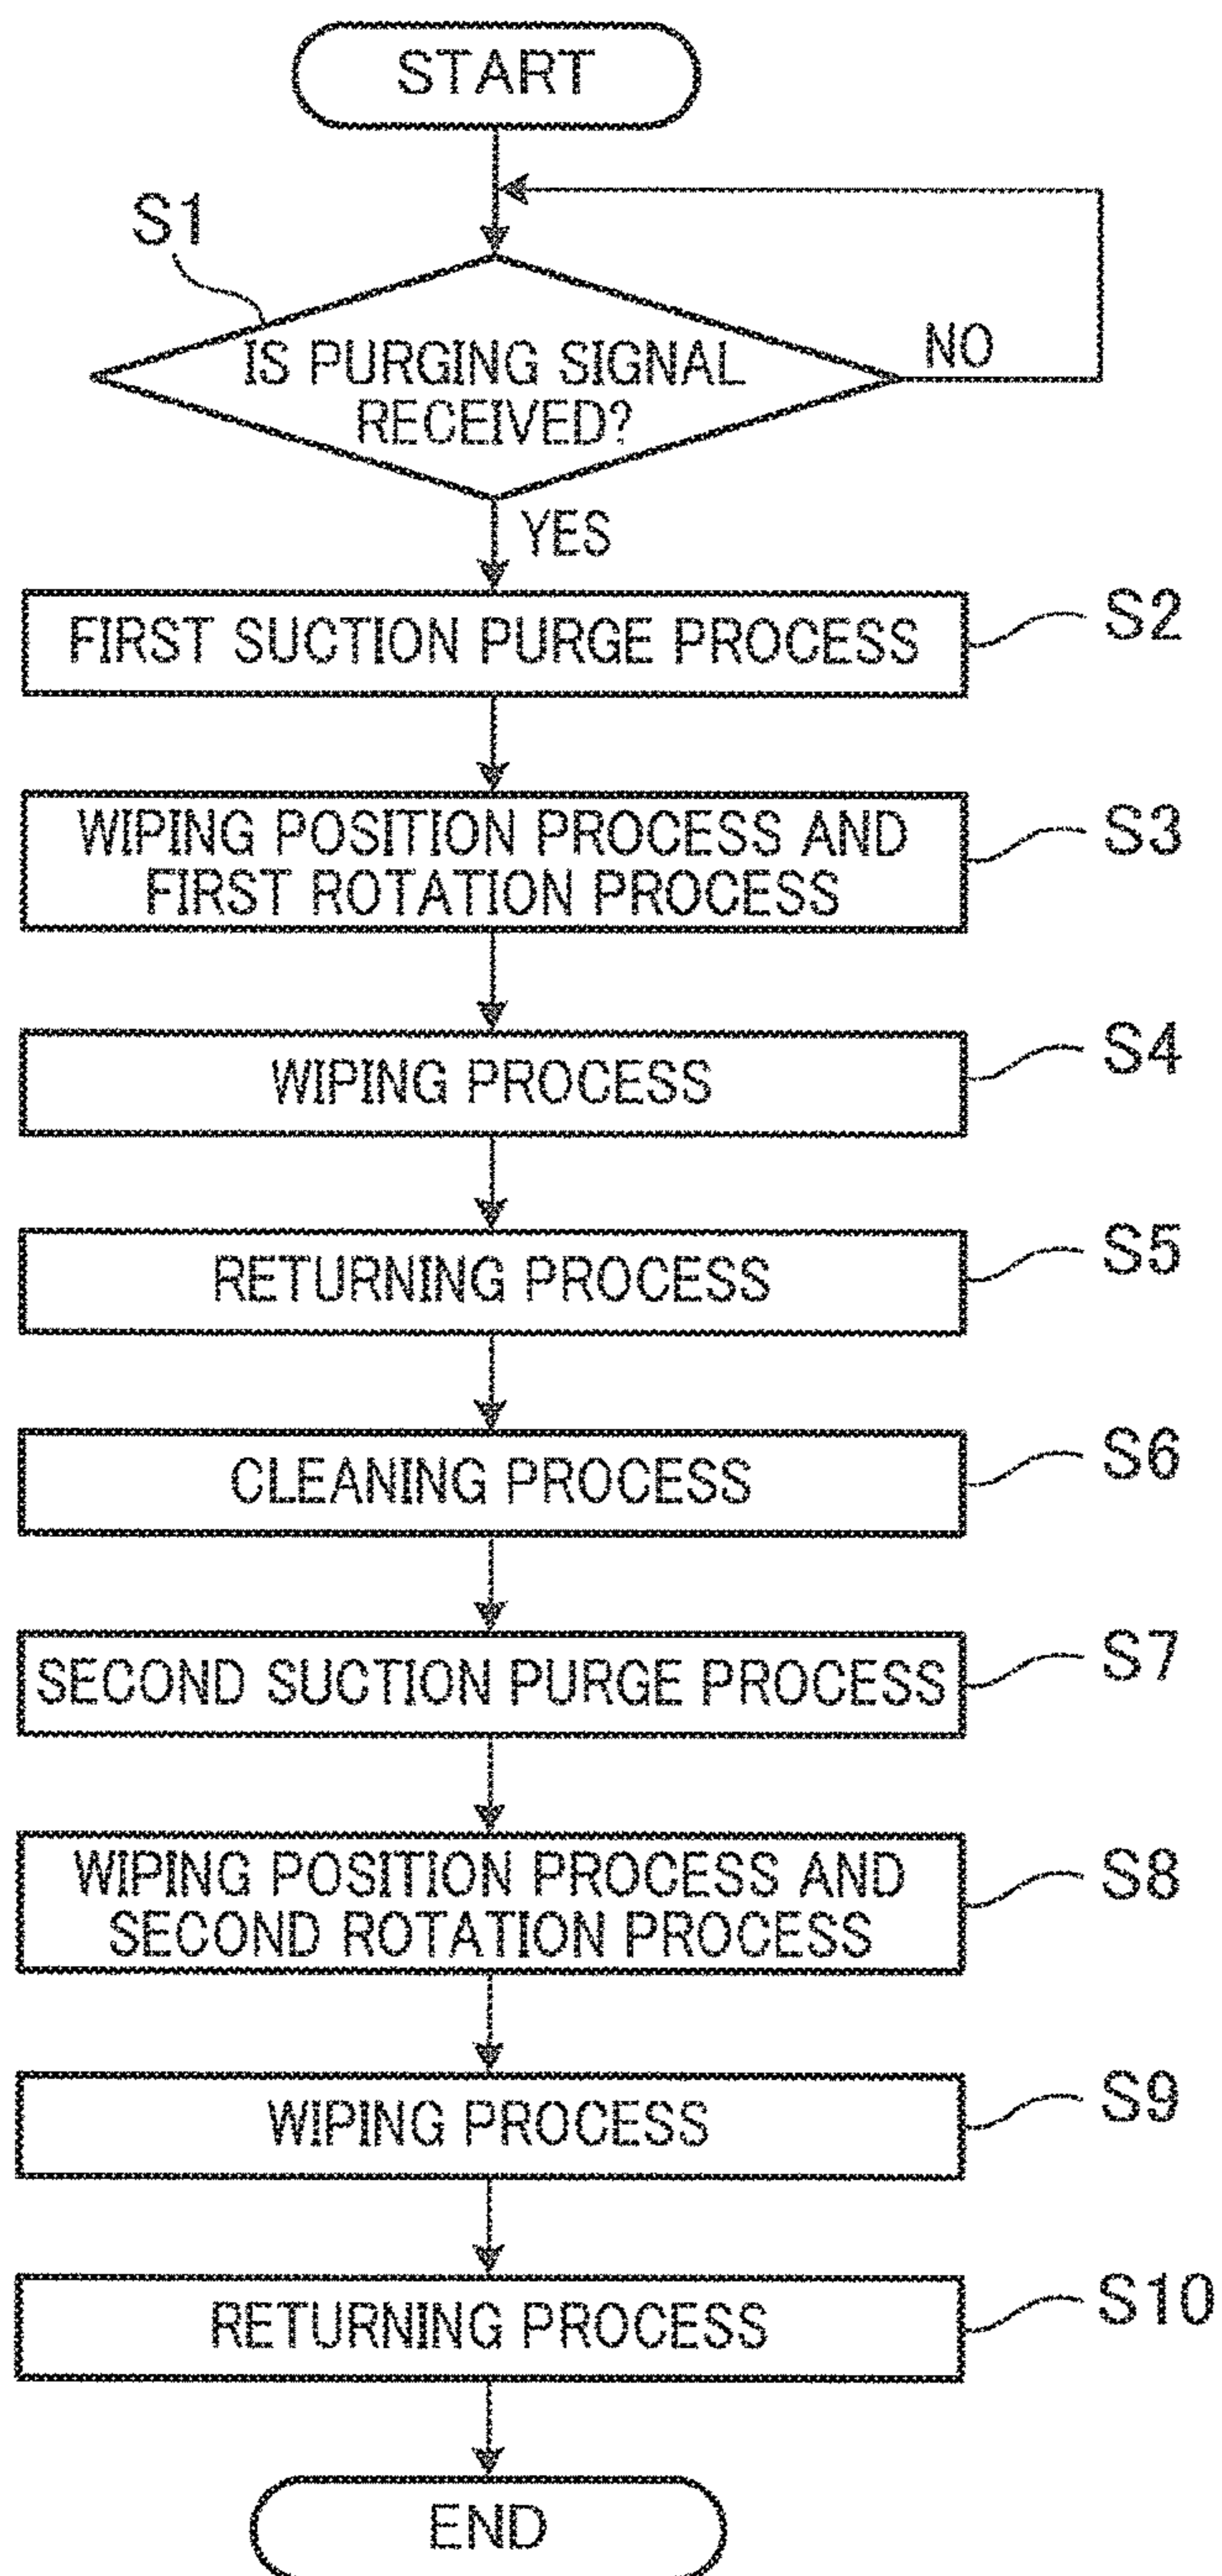 START
S1
IS PURGING SIGNAL
RECEIVED?
NO
YES
FIRST SUCTION PURGE PROCESS
S2
WIPING POSITION PROCESS AND
FIRST ROTATION PROCESS
S3
WIPING PROCESS
S4
RETURNING PROCESS
S5
CLEANING PROCESS
S6
SECOND SUCTION PURGE PROCESS
S7
WIPING POSITION PROCESS AND
SECOND ROTATION PROCESS
S8
WIPING PROCESS
S9
RETURNING PROCESS
S10
END